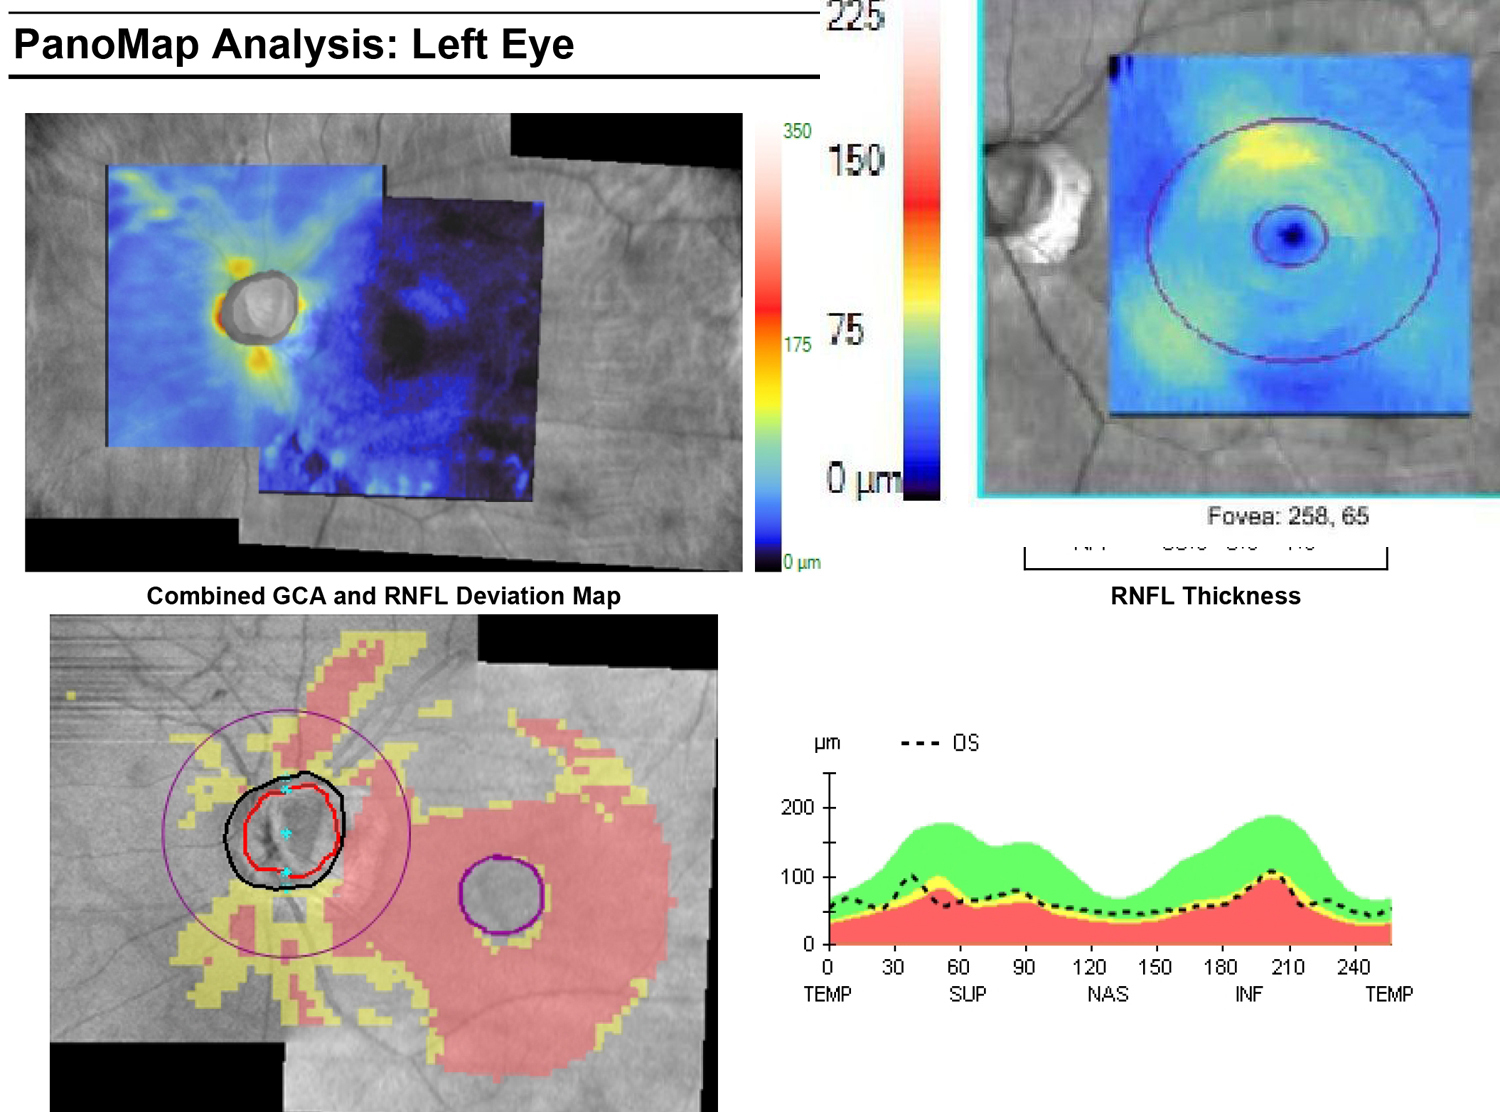 PanoMap Analysis: Left Eye
350
175
0 µm
225
150
75
0 µm
Fovea: 258, 65
Combined GCA and RNFL Deviation Map
RNFL Thickness
µm
OS
200
100
0
0 30 60 90 120 150 180 210 240
TEMP SUP NAS INF TEMP